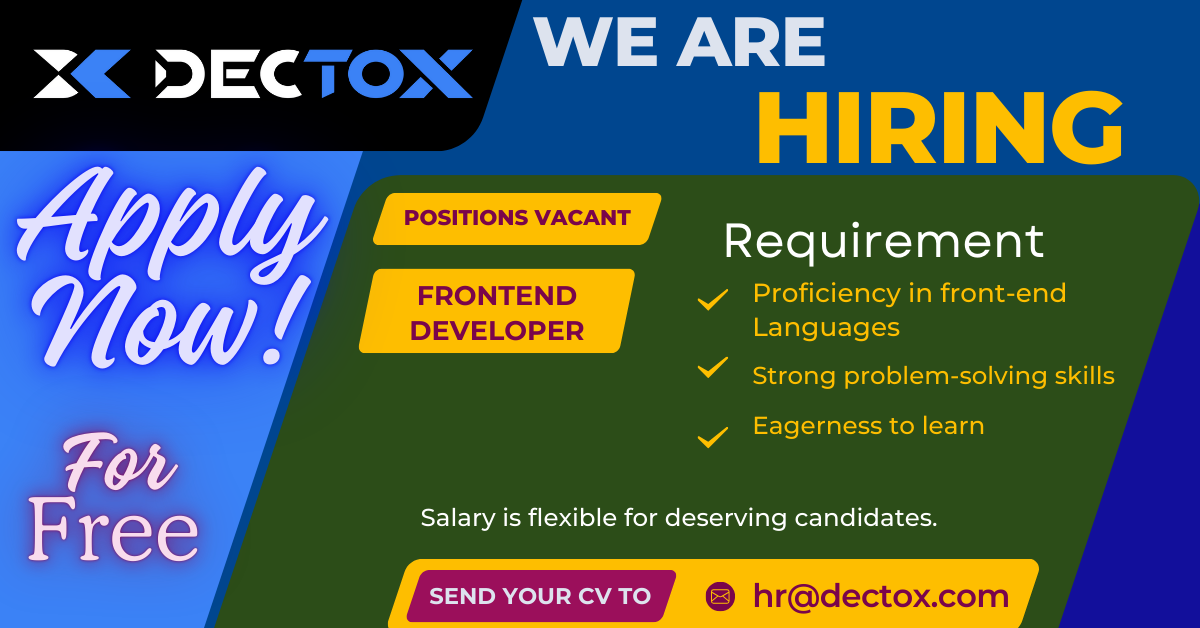 DECTOX
WE ARE
HIRING
Apply
Now!
For
Free
POSITIONS VACANT
FRONTEND
DEVELOPER
Requirement
Proficiency in front-end
Languages
Strong problem-solving skills
Eagerness to learn
Salary is flexible for deserving candidates.
SEND YOUR CV TO
hr@dectox.com